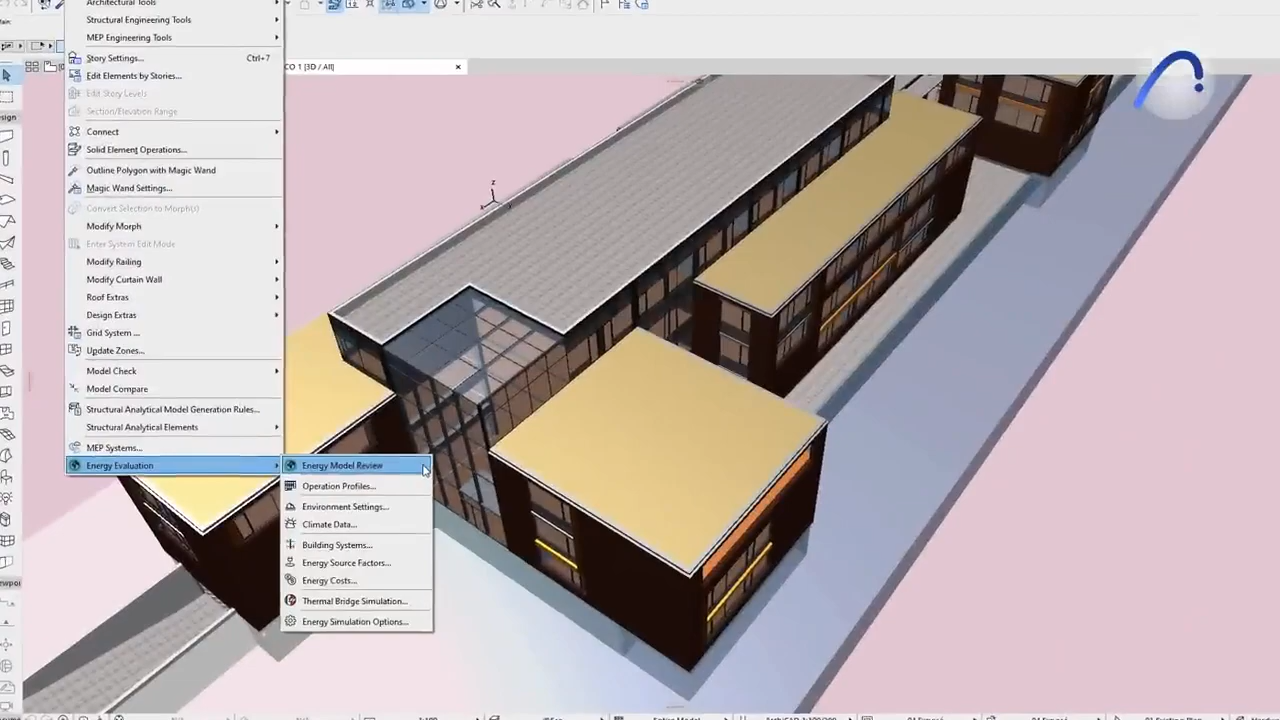 Architectural Tools
Structural Engineering Tools
MEP Engineering Tools
Story Settings... Ctrl+7
Edit Elements by Stories...
Edit Story Levels
Section/Elevation Range
Connect
Solid Element Operations...
Outline Polygon with Magic Wand
Magic Wand Settings...
Convert Selection to Morph(s)
Modify Morph
Enter System Edit Mode
Modify Railing
Modify Curtain Wall
Roof Extras
Design Extras
Grid System ...
Update Zones...
Model Check
Model Compare
Structural Analytical Model Generation Rules...
Structural Analytical Elements
MEP Systems...
Energy Evaluation
Energy Model Review
Operation Profiles...
Environment Settings...
Climate Data...
Building Systems...
Energy Source Factors...
Energy Costs...
Thermal Bridge Simulation...
Energy Simulation Options...
CO 1 [3D / All]
z